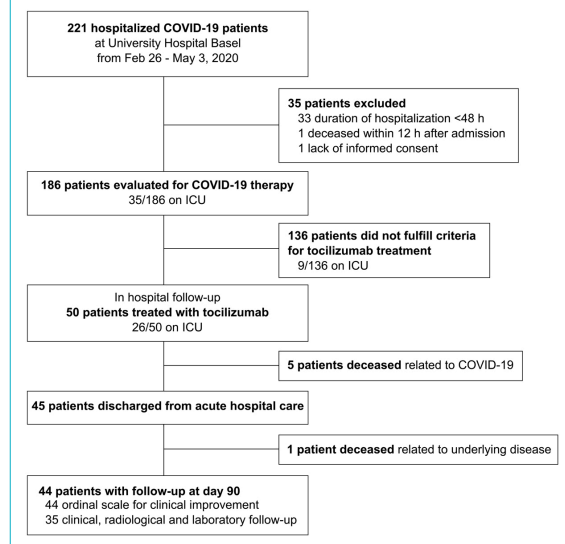 221 hospitalized COVID-19 patients
at University Hospital Basel
from Feb 26 - May 3, 2020
35 patients excluded
33 duration of hospitalization <48 h
1 deceased within 12 h after admission
1 lack of informed consent
186 patients evaluated for COVID-19 therapy
35/186 on ICU
136 patients did not fulfill criteria
for tocilizumab treatment
9/136 on ICU
In hospital follow-up
50 patients treated with tocilizumab
26/50 on ICU
5 patients deceased related to COVID-19
45 patients discharged from acute hospital care
1 patient deceased related to underlying disease
44 patients with follow-up at day 90
44 ordinal scale for clinical improvement
35 clinical, radiological and laboratory follow-up